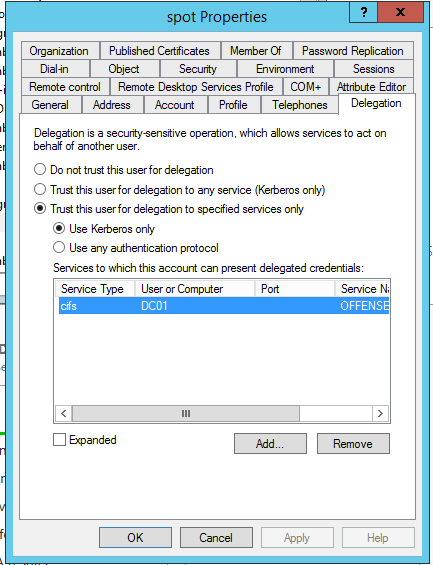 spot Properties
?
x
Organization Published Certificates Member Of Password Replication
Dial-in Object Security Environment Sessions
Remote control Remote Desktop Services Profile COM+ Attribute Editor
General Address Account Profile Telephones Delegation
Delegation is a security-sensitive operation, which allows services to act on
behalf of another user.
Do not trust this user for delegation
Trust this user for delegation to any service (Kerberos only)
Trust this user for delegation to specified services only
Use Kerberos only
Use any authentication protocol
Services to which this account can present delegated credentials:
Service Type User or Computer Port Service Na
cifs DC01 OFFENSE
Expanded
Add... Remove
OK Cancel Apply Help